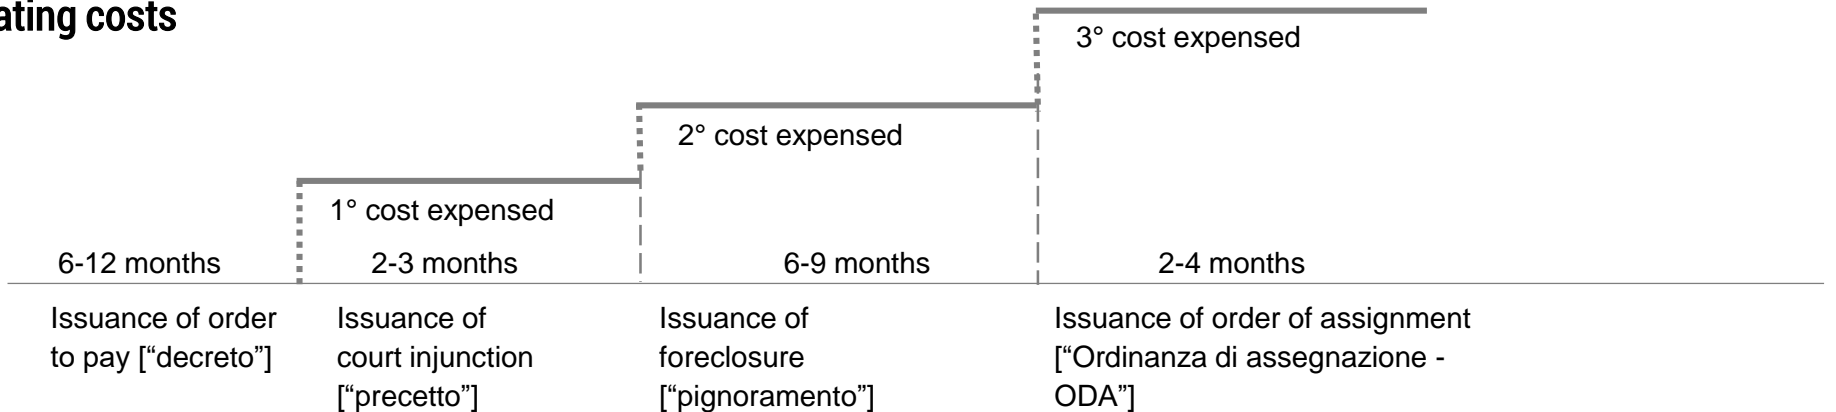 ating costs
3° cost expensed
2° cost expensed
1° cost expensed
6-12 months
2-3 months
6-9 months
2-4 months
Issuance of order
to pay [“decreto”]
Issuance of
court injunction
[“precetto”]
Issuance of
foreclosure
[“pignoramento”]
Issuance of order of assignment
[“Ordinanza di assegnazione -
ODA”]